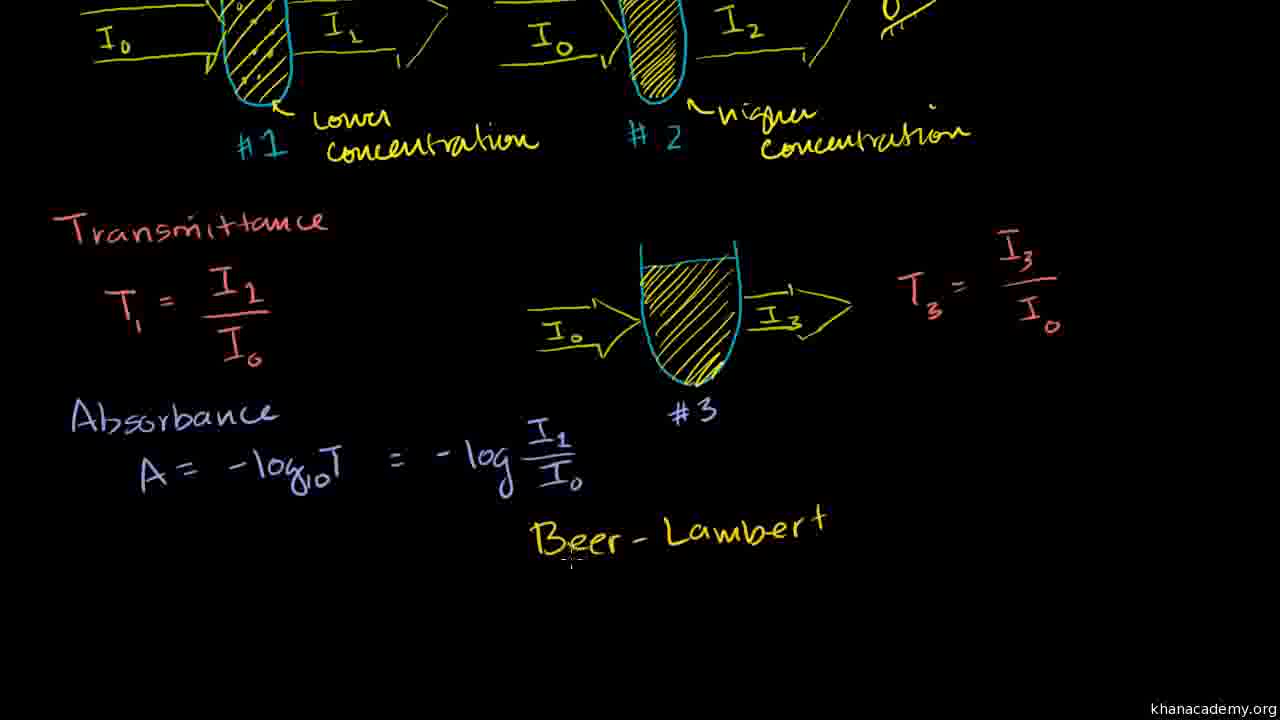 I₀ I₁ I₀ I₂
lower concentration
#1
higher concentration
#2
Transmittance
T₁ = I₁ / I₀
I₀ I₃
#3
T₃ = I₃ / I₀
Absorbance
A = -log₁₀T = -log I₁ / I₀
Beer - Lambert
khanacademy.org